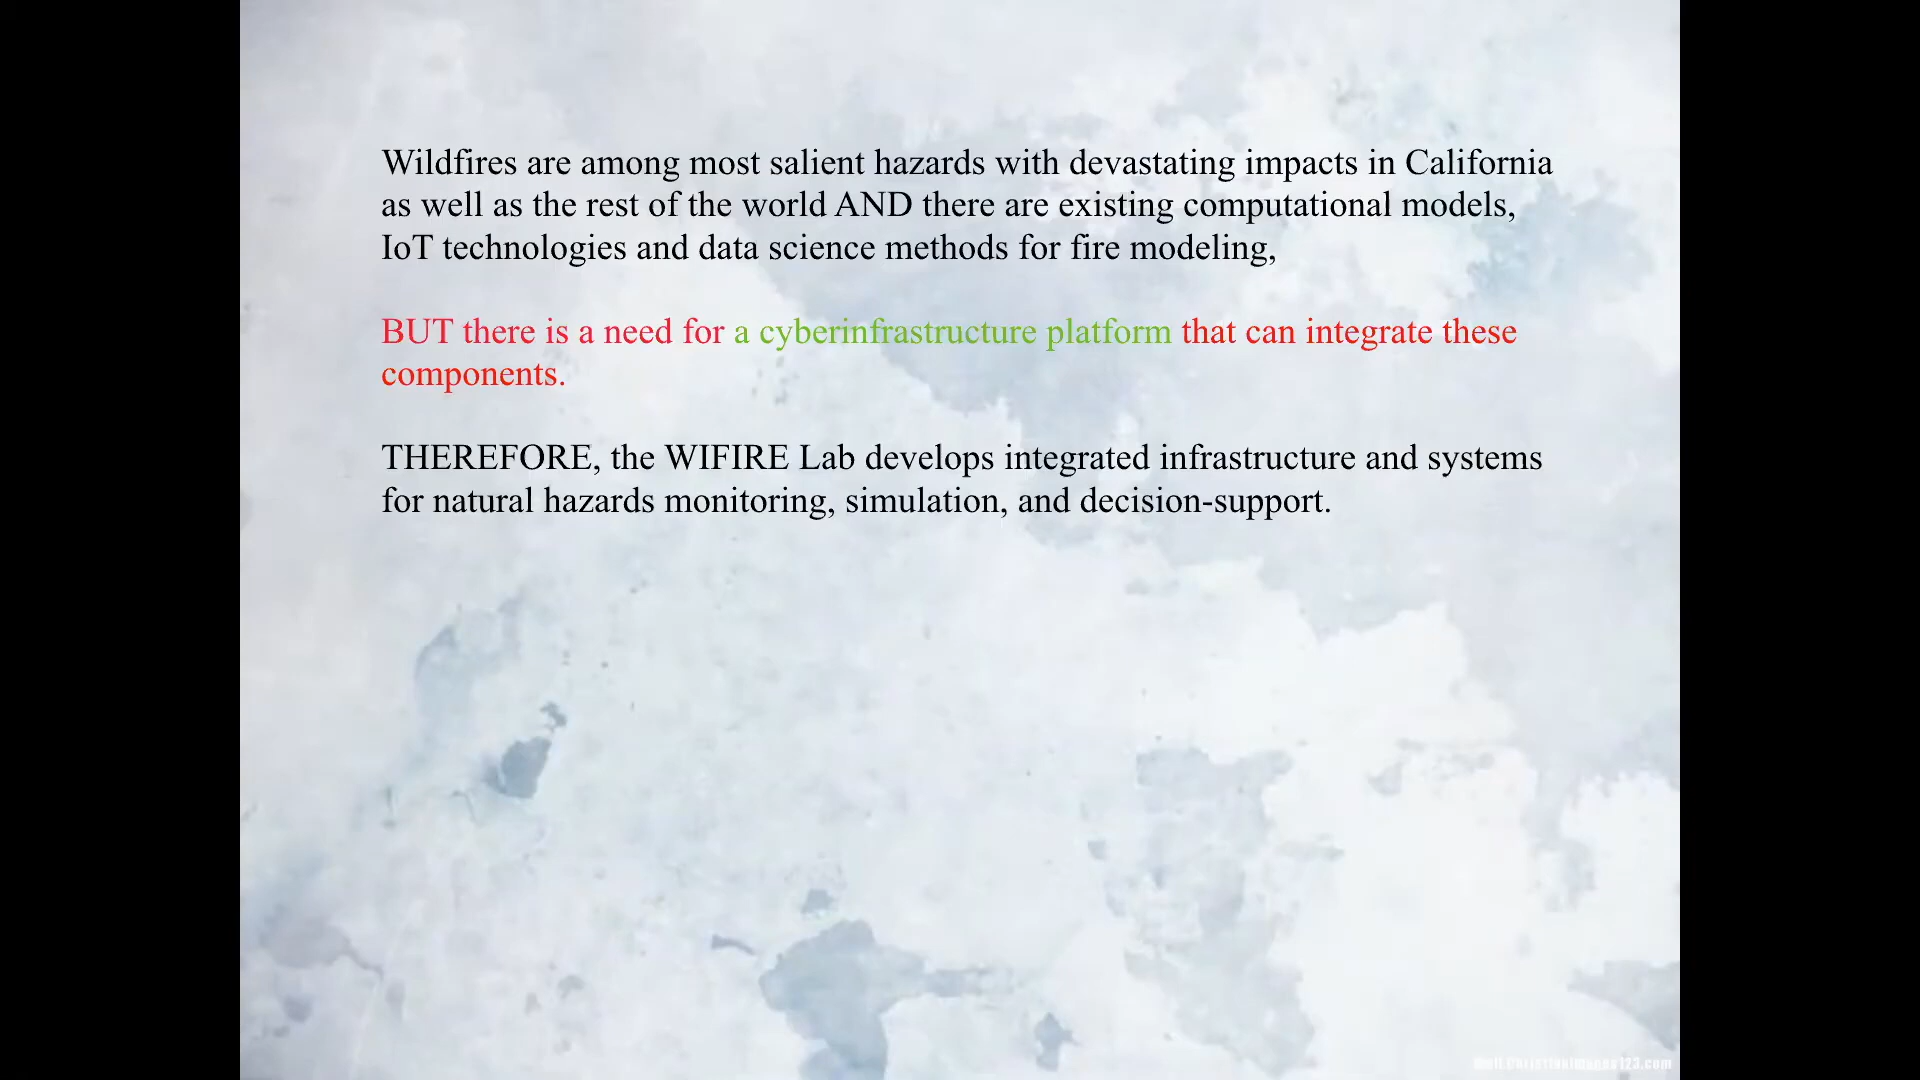 Wildfires are among most salient hazards with devastating impacts in California
as well as the rest of the world AND there are existing computational models,
IoT technologies and data science methods for fire modeling,
BUT there is a need for a cyberinfrastructure platform that can integrate these
components.
THEREFORE, the WIFIRE Lab develops integrated infrastructure and systems
for natural hazards monitoring, simulation, and decision-support.